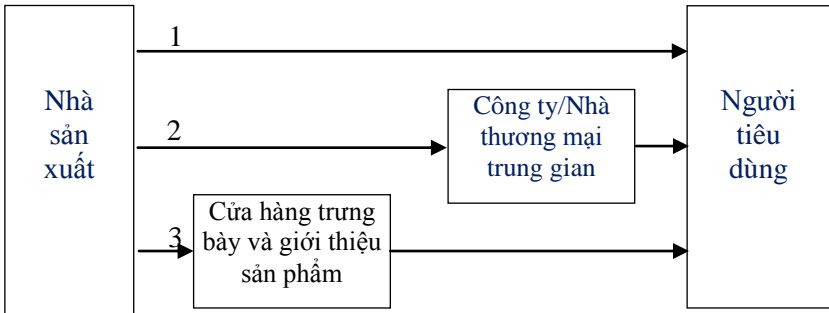 1
Nhà
sản
xuất
2
Công ty/Nhà
thương mại
trung gian
Người
tiêu
dùng
3
Cửa hàng trưng
bày và giới thiệu
sản phẩm